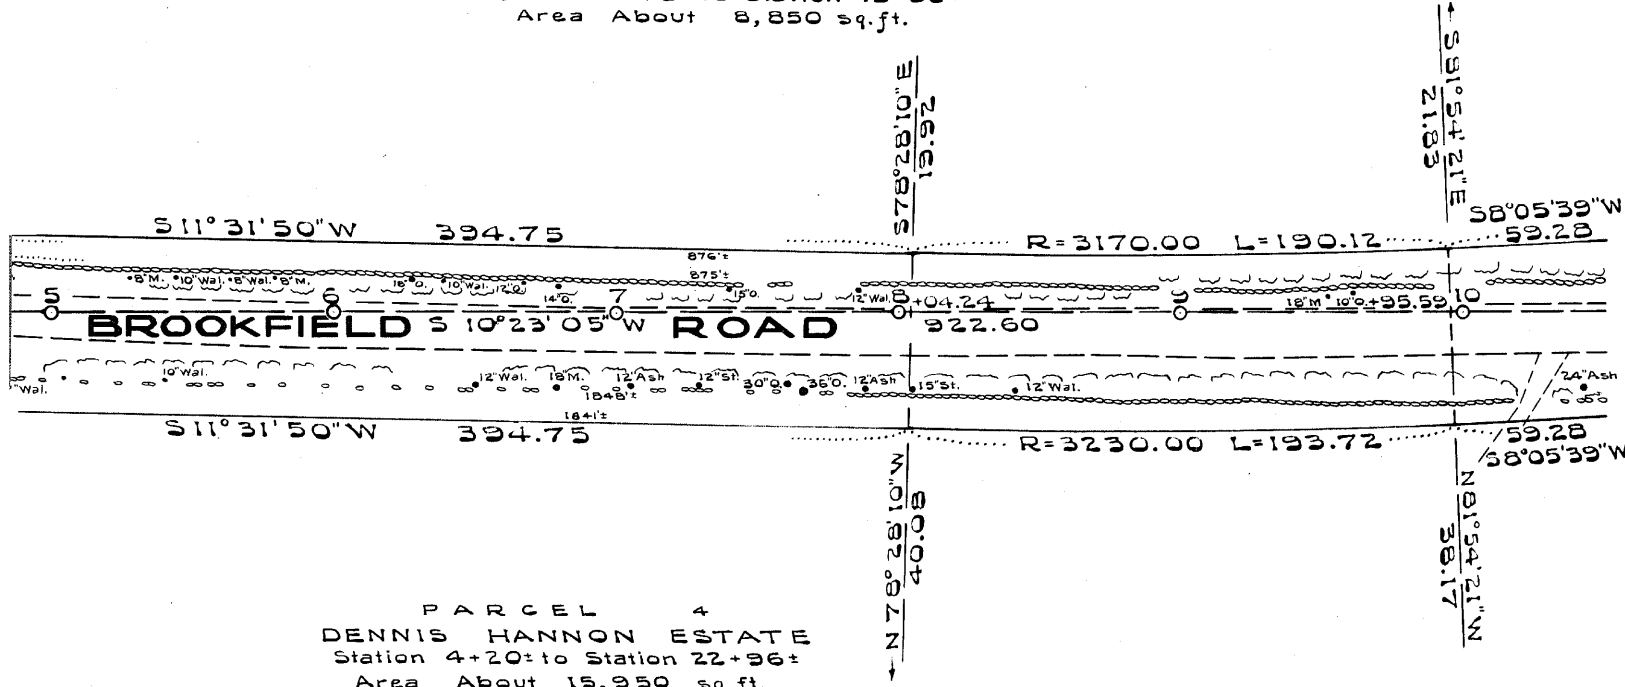 Area About 8,850 sq.ft.
S78°28'10"E
19.92
S81°54'21"E
21.83
S11°31'50"W 394.75
R=3170.00 L=190.12
S8°05'39"W
59.28
876'±
875'±
8"M. 10"Wal. 8"Wal. 8"M. 18"O. 10"Wal. 12"O. 14"O. 15"O. 12"Wal. 18"M 10"O.
5 6 7 8 +04.24 9 +95.59 10
BROOKFIELD S 10°23'05"W ROAD 922.60
"Wal. 10"Wal. 12"Wal. 18"M. 12"Ash 12"St. 30"O. 36"O. 12"Ash 15"St. 12"Wal. 24"Ash
1848'±
1841'±
S11°31'50"W 394.75
R=3230.00 L=193.72
59.28
S8°05'39"W
N78°28'10"W
40.08
N81°54'21"W
38.17
PARCEL 4
DENNIS HANNON ESTATE
Station 4+20± to Station 22+96±
Area About 15,950 sq.ft.